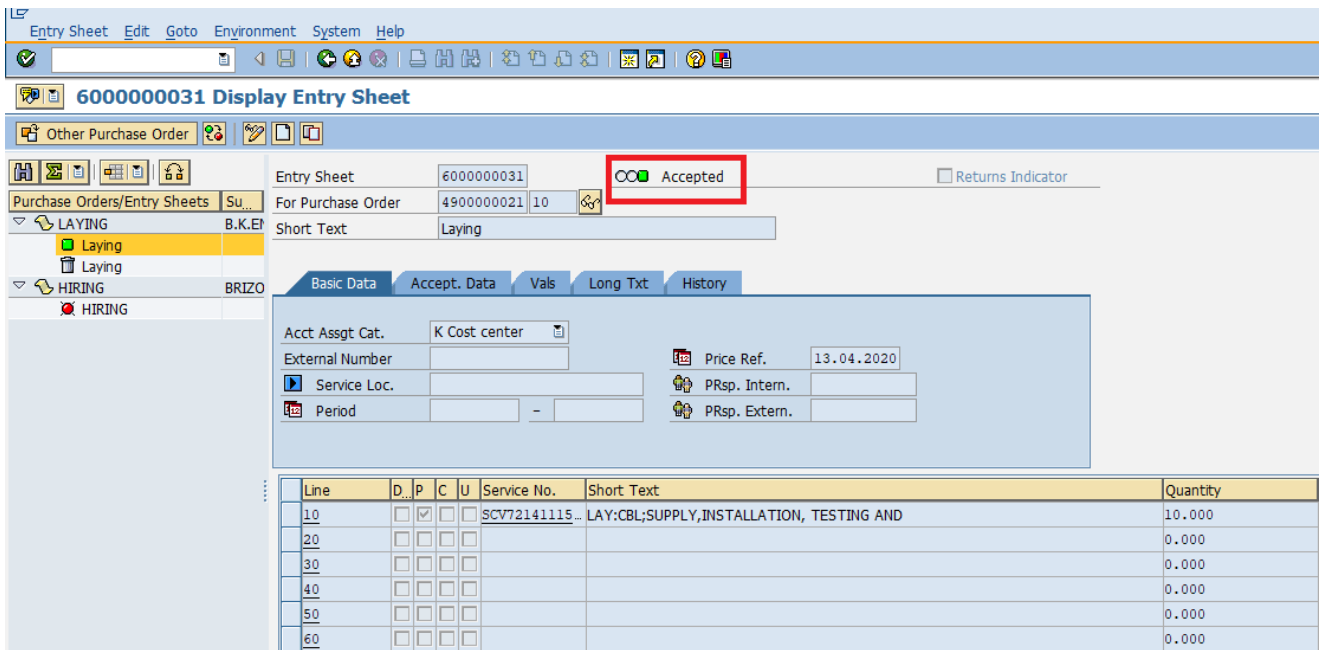 Entry Sheet Edit Goto Environment System Help
6000000031 Display Entry Sheet
Other Purchase Order
Purchase Orders/Entry Sheets Su...
LAYING B.K.EN
Laying
Laying
HIRING BRIZO
HIRING
Entry Sheet 6000000031 Accepted Returns Indicator
For Purchase Order 4900000021 10
Short Text Laying
Basic Data Accept. Data Vals Long Txt History
Acct Assgt Cat. K Cost center
External Number Price Ref. 13.04.2020
Service Loc. PRsp. Intern.
Period – PRsp. Extern.
Line D... P C U Service No. Short Text Quantity
10 SCV72141115... LAY:CBL;SUPPLY,INSTALLATION, TESTING AND 10.000
20 0.000
30 0.000
40 0.000
50 0.000
60 0.000